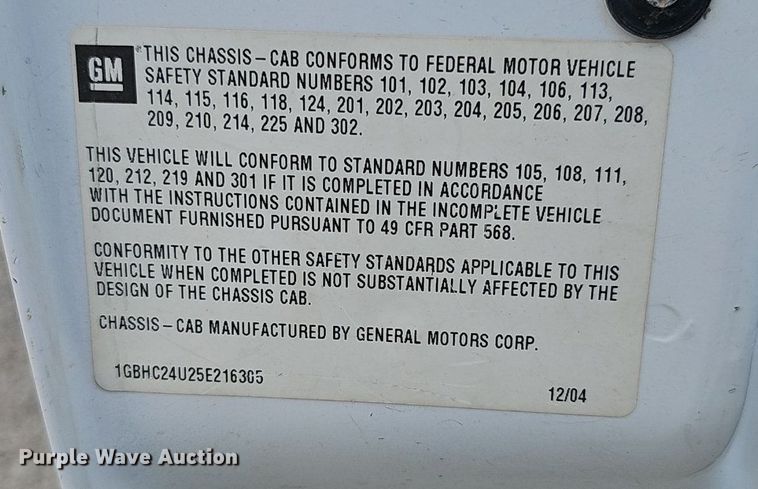 GM
*THIS CHASSIS-CAB CONFORMS TO FEDERAL MOTOR VEHICLE
SAFETY STANDARD NUMBERS 101, 102, 103, 104, 106, 113,
114, 115, 116, 118, 124, 201, 202, 203, 204, 205, 206, 207, 208,
209, 210, 214, 225 AND 302.
THIS VEHICLE WILL CONFORM TO STANDARD NUMBERS 105, 108, 111,
120, 212, 219 AND 301 IF IT IS COMPLETED IN ACCORDANCE
WITH THE INSTRUCTIONS CONTAINED IN THE INCOMPLETE VEHICLE
DOCUMENT FURNISHED PURSUANT TO 49 CFR PART 568.
CONFORMITY TO THE OTHER SAFETY STANDARDS APPLICABLE TO THIS
VEHICLE WHEN COMPLETED IS NOT SUBSTANTIALLY AFFECTED BY THE
DESIGN OF THE CHASSIS CAB.
CHASSIS-CAB MANUFACTURED BY GENERAL MOTORS CORP.
1GBHC24U25E216305
12/04
Purple Wave Auction